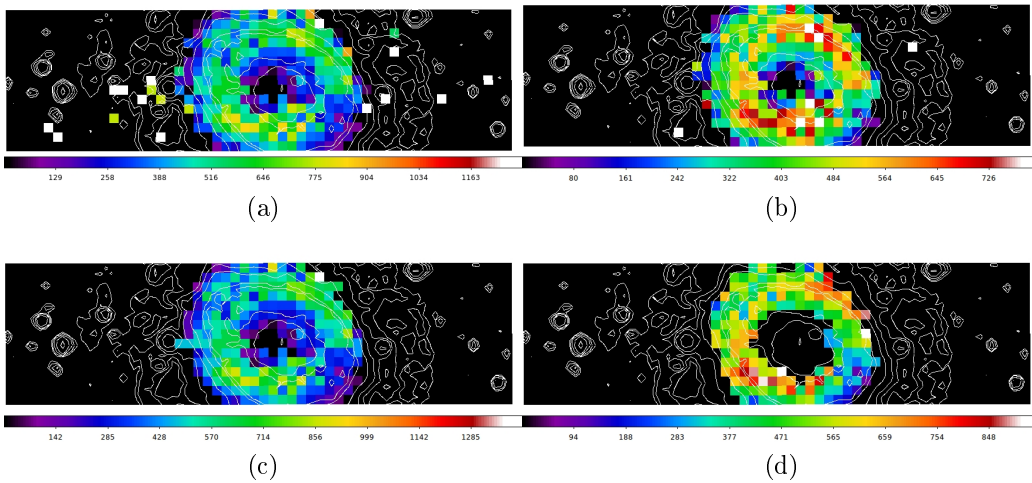 129 258 388 516 646 775 904 1034 1163
80 161 242 322 403 484 564 645 726
(a)
(b)
142 285 428 570 714 856 999 1142 1285
94 188 283 377 471 565 659 754 848
(c)
(d)